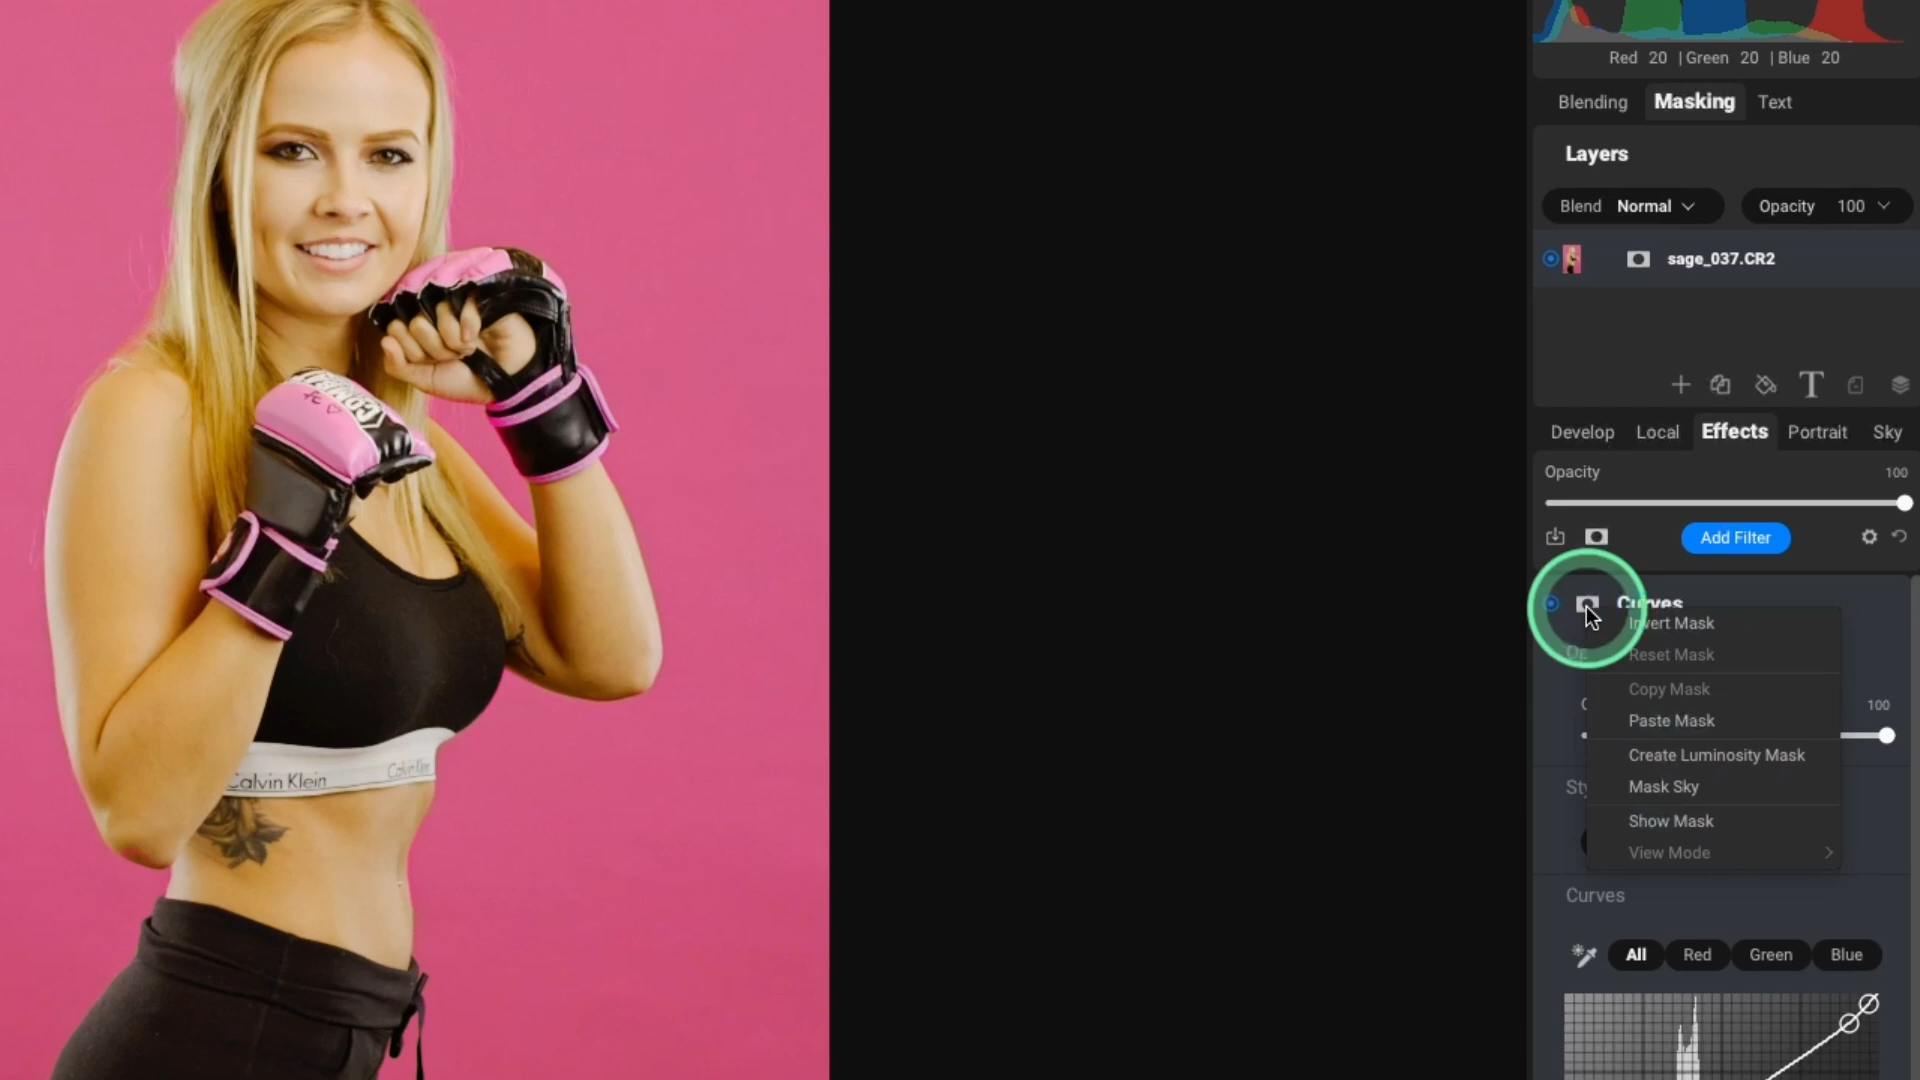 Red 20 | Green 20 | Blue 20
Blending Masking Text
Layers
Blend Normal Opacity 100
sage_037.CR2
T
Develop Local Effects Portrait Sky
Opacity 100
Add Filter
Curves
Invert Mask
Reset Mask
Copy Mask
100
Paste Mask
Create Luminosity Mask
Mask Sky
Show Mask
View Mode
Curves
All Red Green Blue
Calvin Klein
Calvin Klein